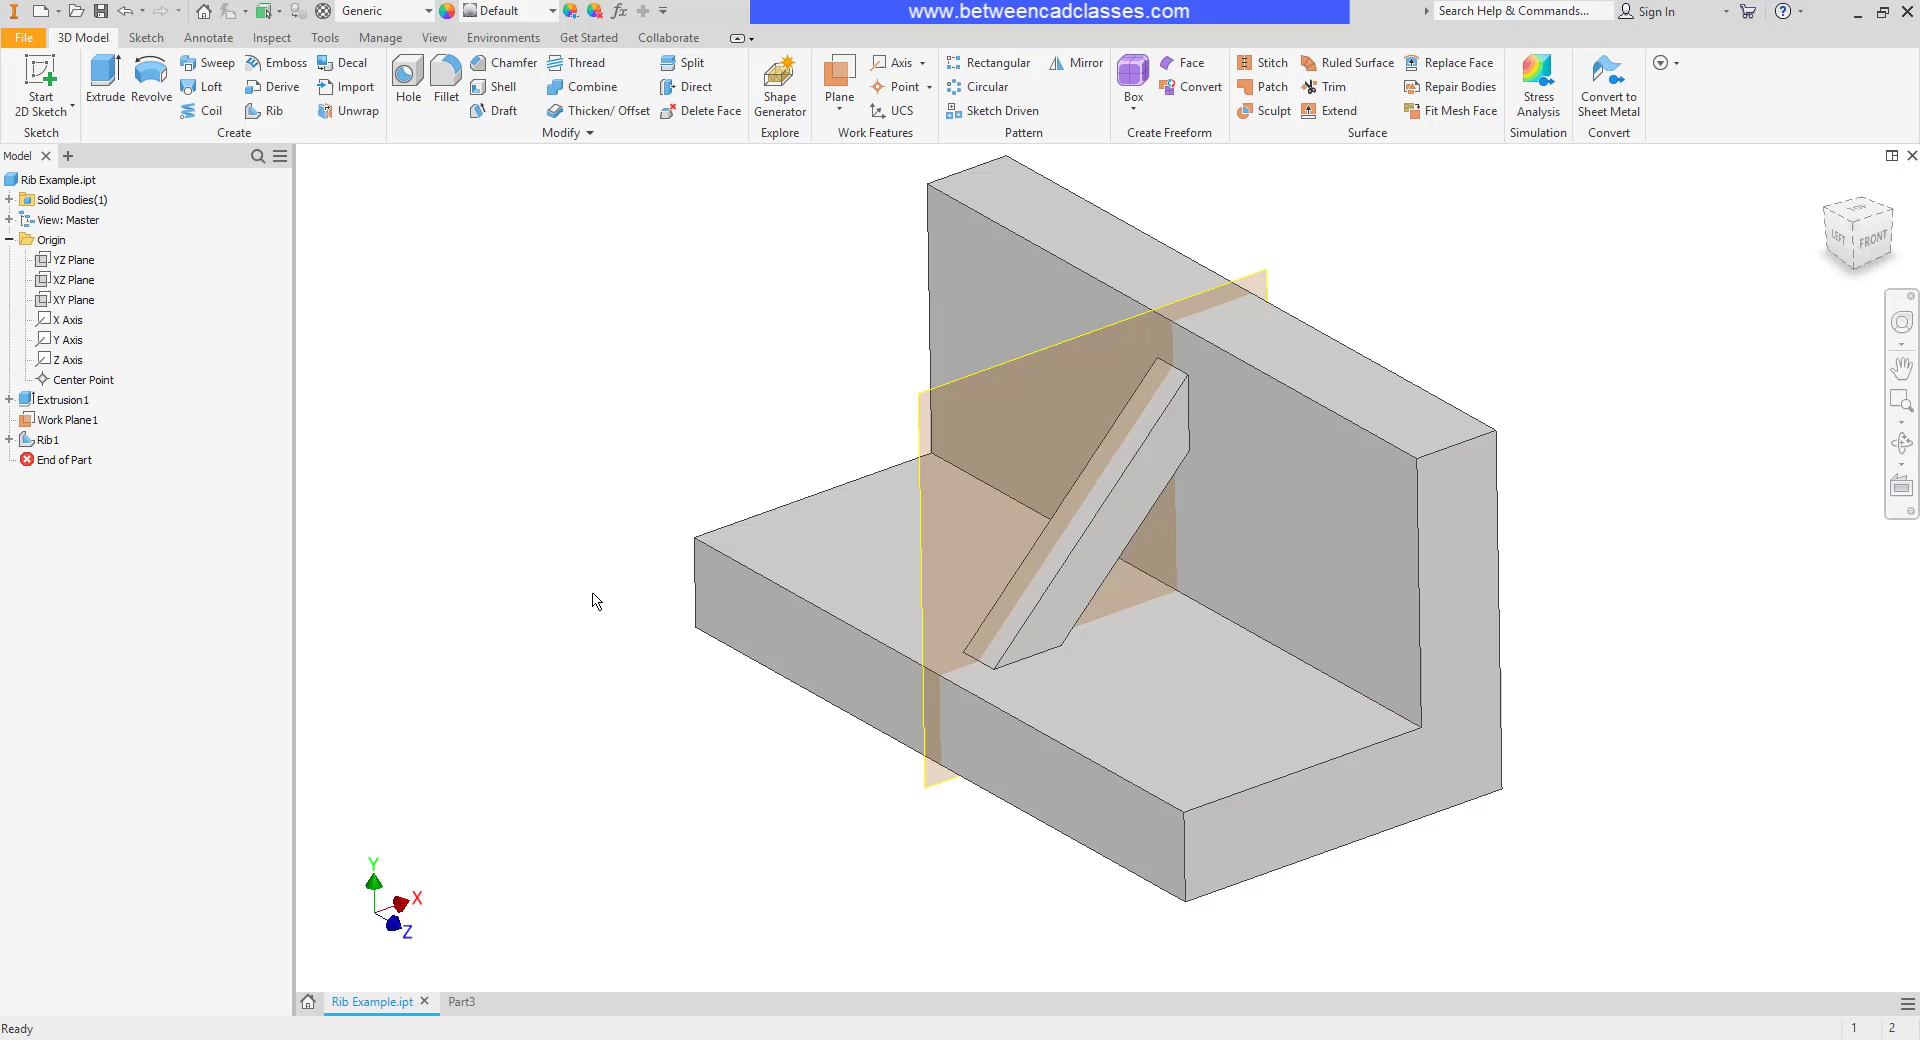 Generic
Default
fx
www.betweencadclasses.com
Search Help & Commands...
Sign In
File
3D Model
Sketch
Annotate
Inspect
Tools
Manage
View
Environments
Get Started
Collaborate
Start
2D Sketch
Sketch
Extrude
Revolve
Sweep
Loft
Coil
Emboss
Derive
Rib
Decal
Import
Unwrap
Create
Hole
Fillet
Chamfer
Shell
Draft
Thread
Combine
Thicken/ Offset
Split
Direct
Delete Face
Modify
Shape
Generator
Explore
Plane
Axis
Point
UCS
Work Features
Rectangular
Circular
Sketch Driven
Mirror
Pattern
Box
Face
Convert
Create Freeform
Stitch
Patch
Sculpt
Ruled Surface
Trim
Extend
Replace Face
Repair Bodies
Fit Mesh Face
Surface
Stress
Analysis
Simulation
Convert to
Sheet Metal
Convert
Model
Rib Example.ipt
Solid Bodies(1)
View: Master
Origin
YZ Plane
XZ Plane
XY Plane
X Axis
Y Axis
Z Axis
Center Point
Extrusion1
Work Plane1
Rib1
End of Part
TOP
LEFT
FRONT
Y
X
Z
Rib Example.ipt
Part3
Ready
1
2